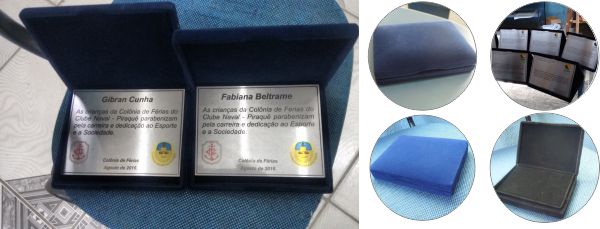 Gibran Cunha
As crianças da Colônia de Férias do
Clube Naval - Piraquê parabenizam
pela carreira e dedicação ao Esporte
e a Sociedade.
Colônia de Férias
Agosto de 2016.
Fabiana Beltrame
As crianças da Colônia de Férias do
Clube Naval - Piraquê parabenizam
pela carreira e dedicação ao Esporte
e a Sociedade.
Colônia de Férias
Agosto de 2016.